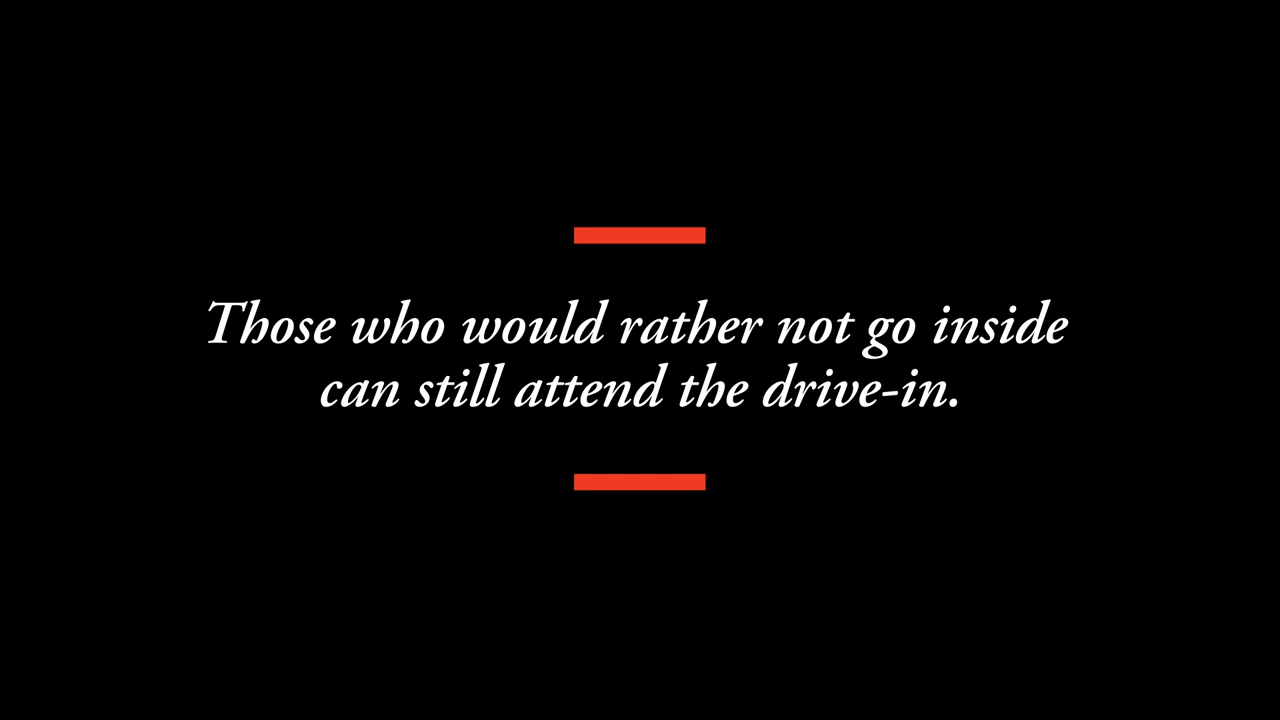 Those who would rather not go inside
can still attend the drive-in.